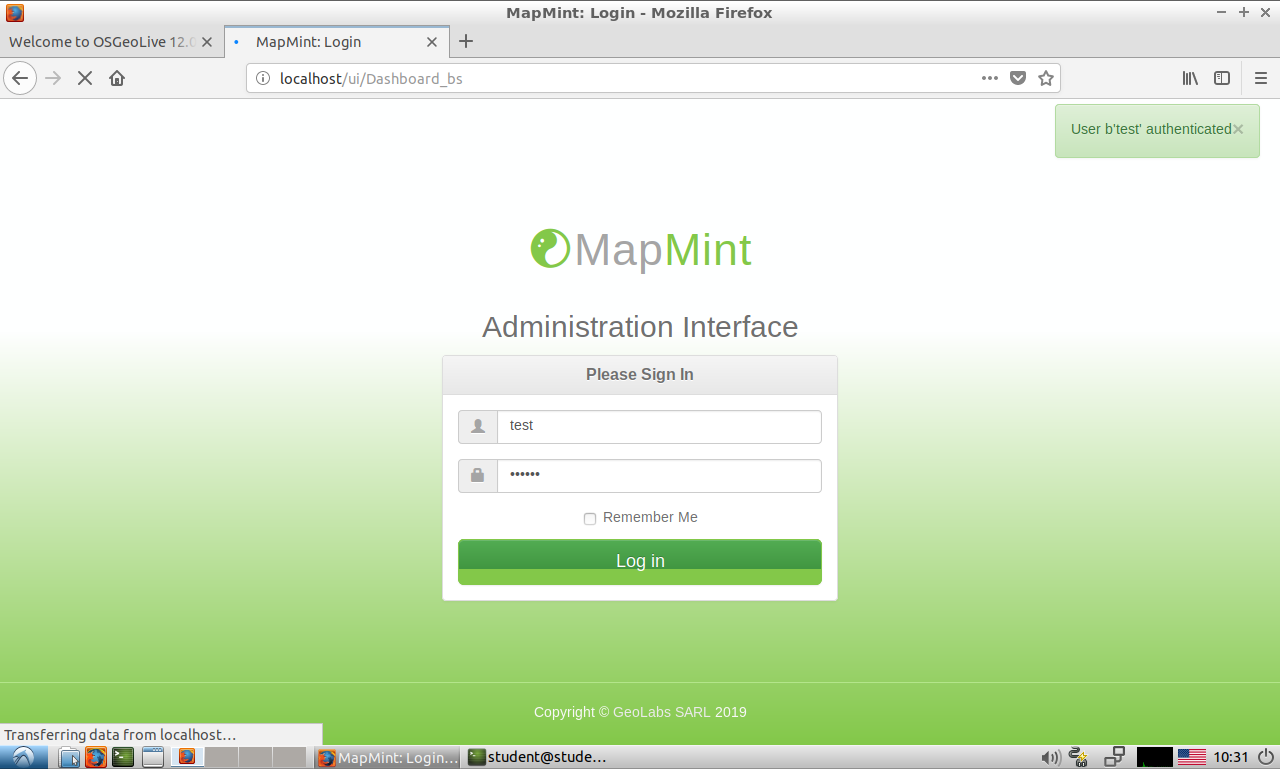 MapMint: Login - Mozilla Firefox
Welcome to OSGeoLive 12.0
MapMint: Login
localhost/ui/Dashboard_bs
User b'test' authenticated×
MapMint
Administration Interface
Please Sign In
test
••••••
Remember Me
Log in
Copyright © GeoLabs SARL 2019
Transferring data from localhost…
MapMint: Login…
student@stude…
10:31